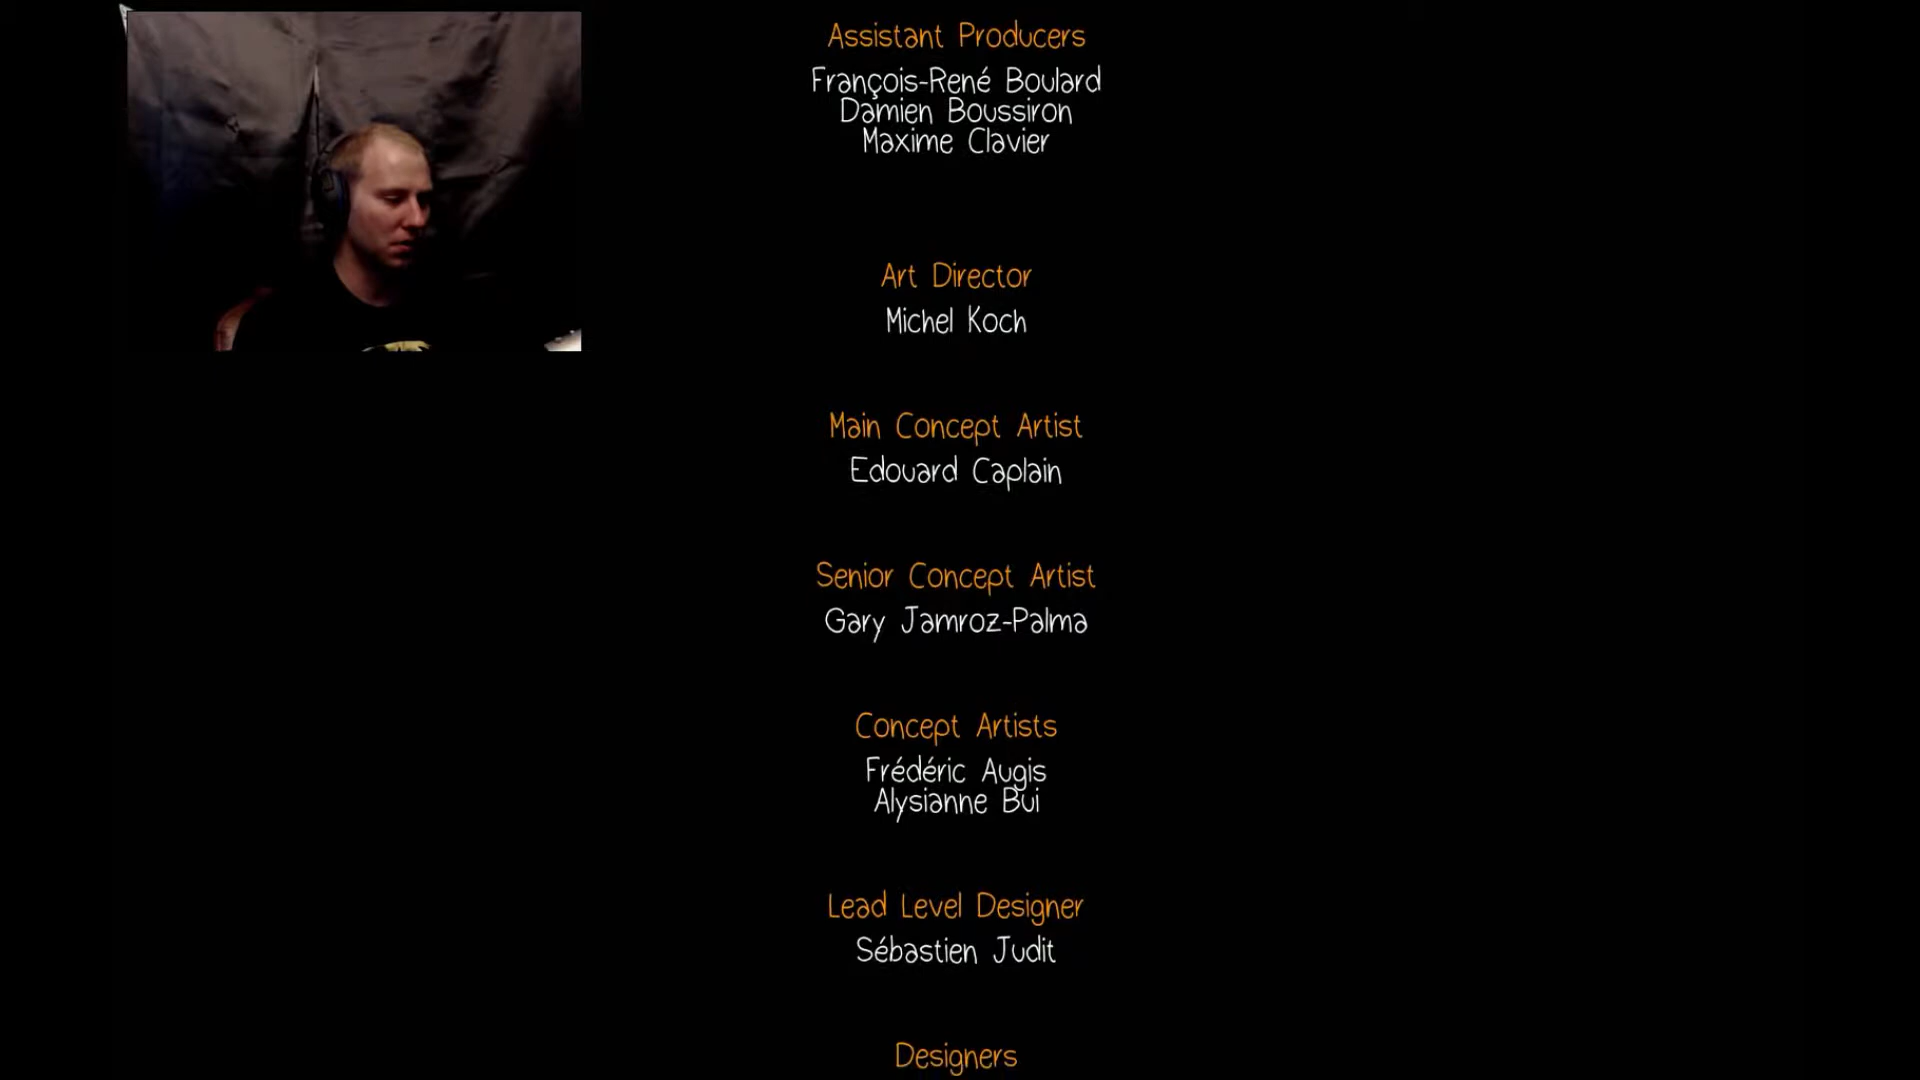 Assistant Producers
François-René Boulard
Damien Boussiron
Maxime Clavier
Art Director
Michel Koch
Main Concept Artist
Edouard Caplain
Senior Concept Artist
Gary Jamroz-Palma
Concept Artists
Frédéric Augis
Alysianne Bui
Lead Level Designer
Sébastien Judit
Designers